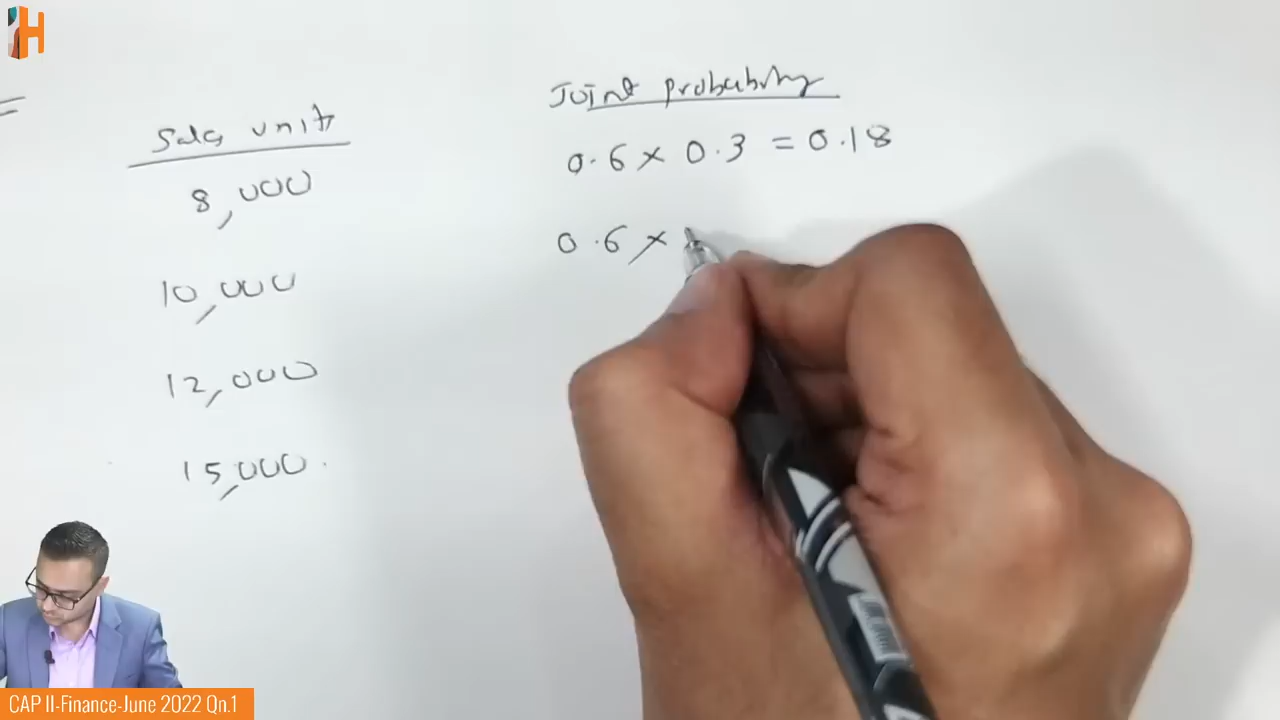 H
Joint probability
Sales units
0.6 × 0.3 = 0.18
8,000
0.6 ×
10,000
12,000
15,000
CAP II-Finance-June 2022 Qn.1